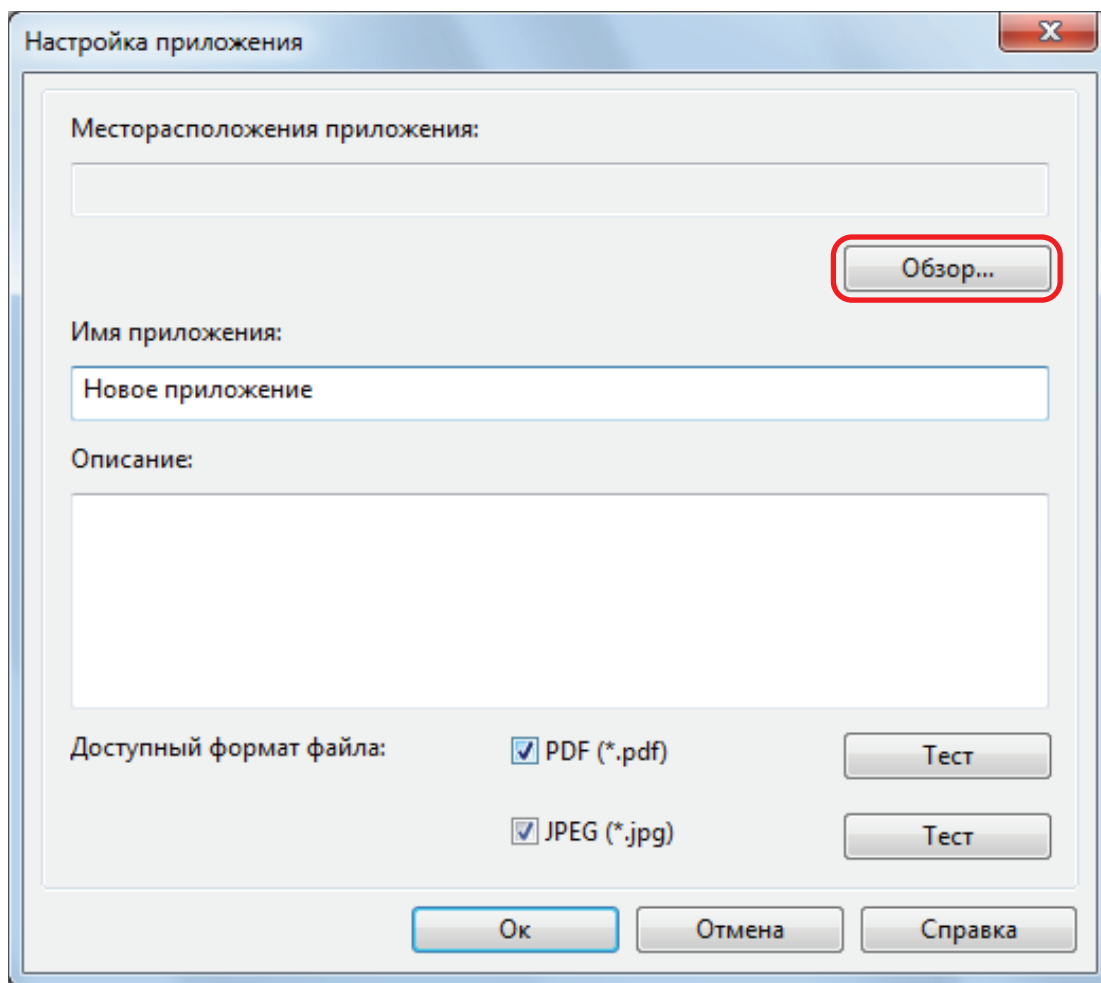 Настройка приложения
Месторасположения приложения:
Обзор...
Имя приложения:
Новое приложение
Описание:
Доступный формат файла: PDF (*.pdf) Тест
JPEG (*.jpg) Тест
Ок Отмена Справка